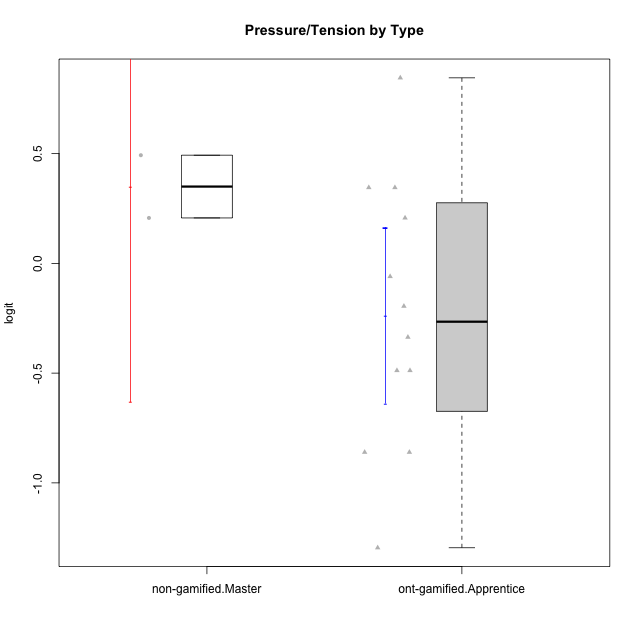 Pressure/Tension by Type
logit
0.5
0.0
-0.5
-1.0
non-gamified.Master
ont-gamified.Apprentice